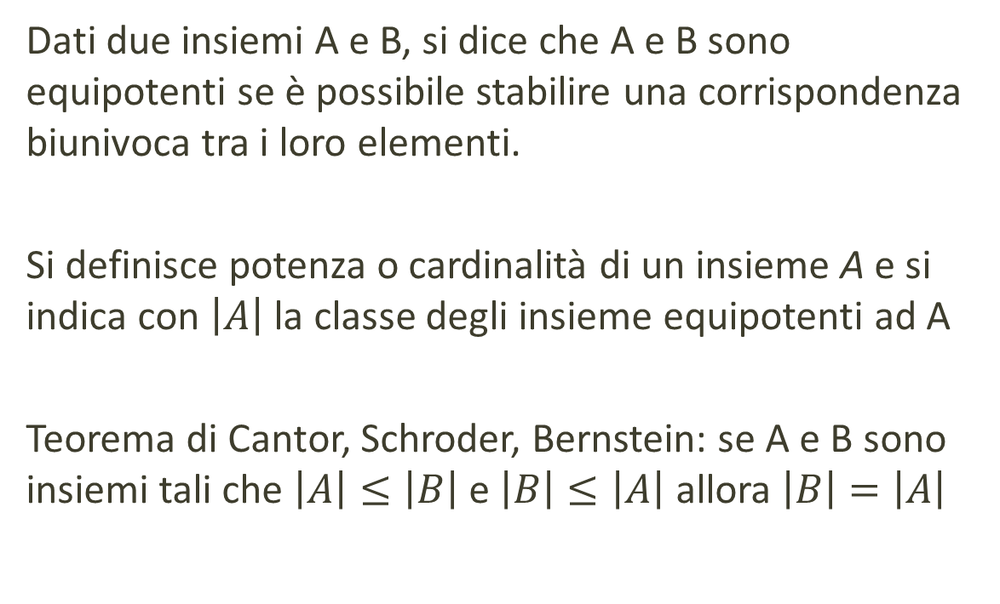 Dati due insiemi A e B, si dice che A e B sono
equipotenti se è possibile stabilire una corrispondenza
biunivoca tra i loro elementi.
Si definisce potenza o cardinalità di un insieme A e si
indica con |A| la classe degli insieme equipotenti ad A
Teorema di Cantor, Schroder, Bernstein: se A e B sono
insiemi tali che |A| ≤ |B| e |B| ≤ |A| allora |B| = |A|